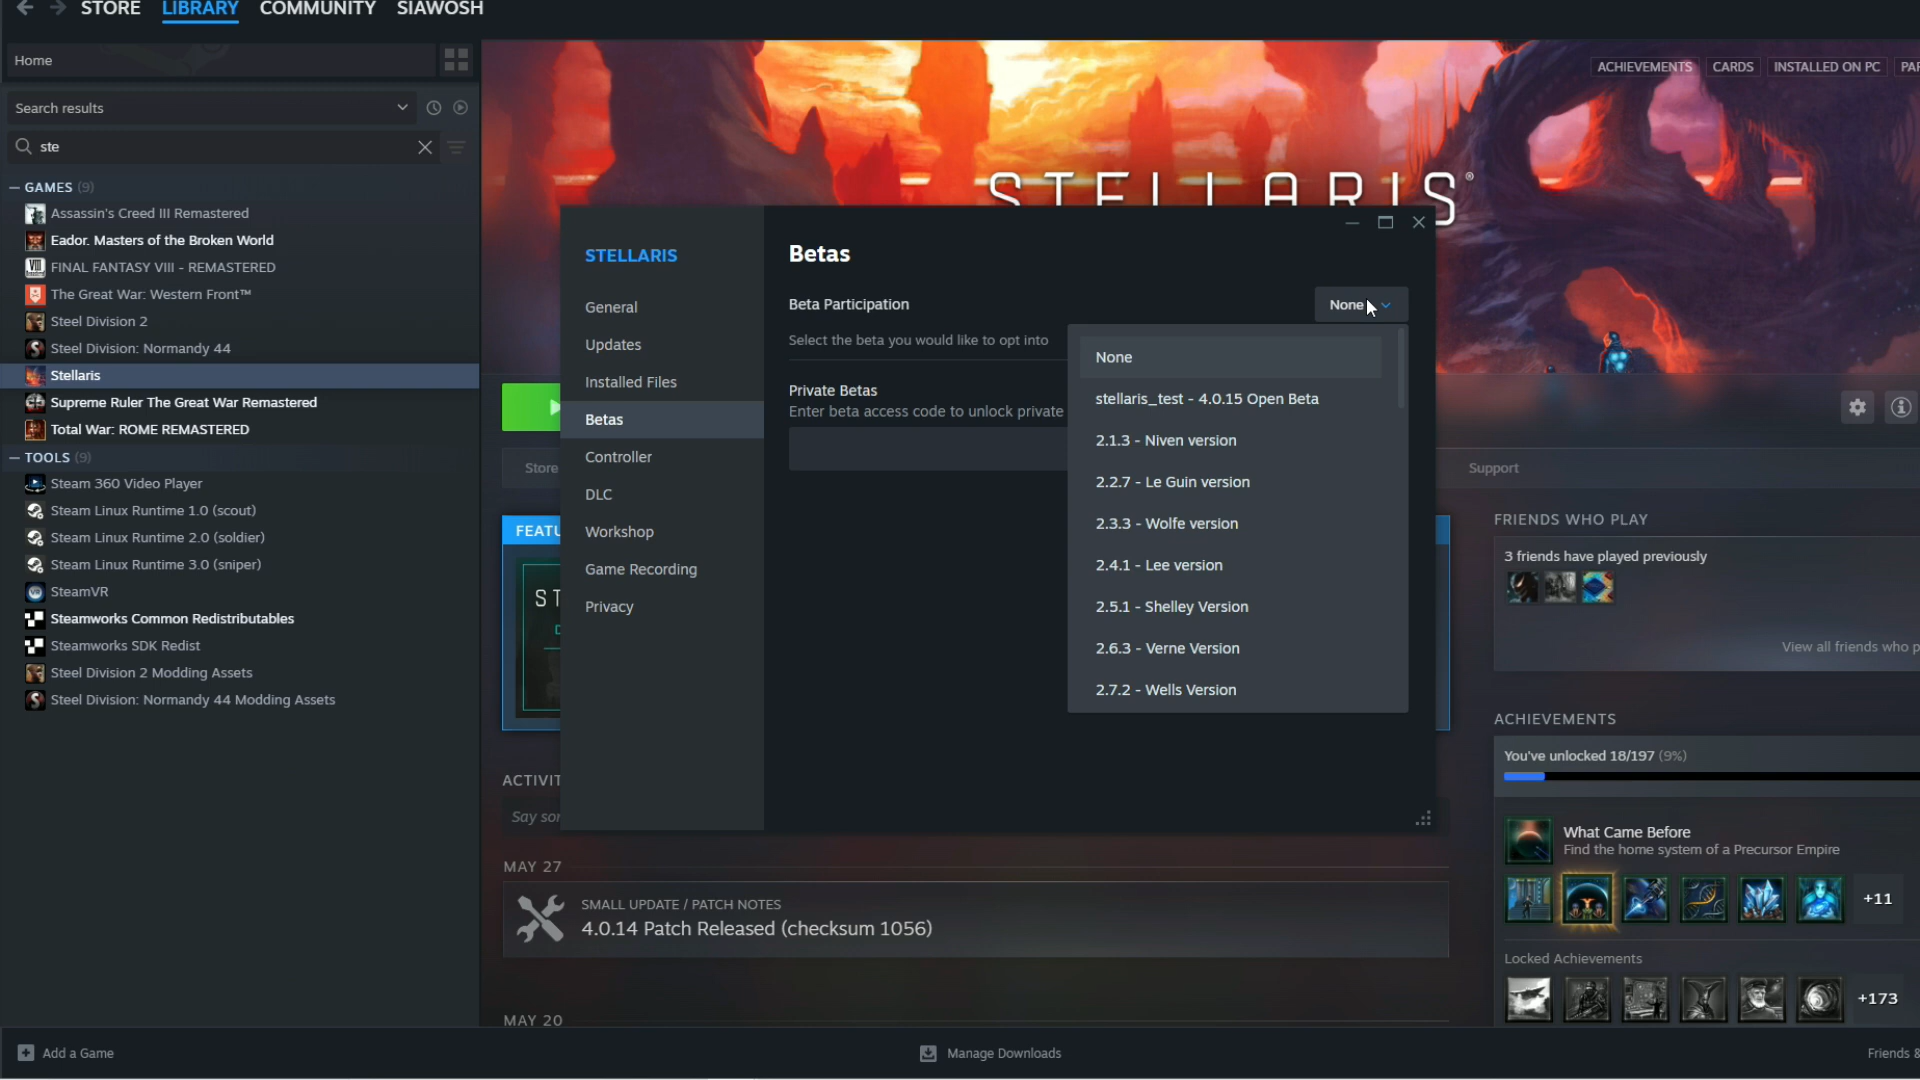 STORE LIBRARY COMMUNITY SIAWOSH
Home
Search results
ste
GAMES (9)
Assassin's Creed III Remastered
Eador. Masters of the Broken World
FINAL FANTASY VIII - REMASTERED
The Great War: Western Front™
Steel Division 2
Steel Division: Normandy 44
Stellaris
Supreme Ruler The Great War Remastered
Total War: ROME REMASTERED
TOOLS (9)
Steam 360 Video Player
Steam Linux Runtime 1.0 (scout)
Steam Linux Runtime 2.0 (soldier)
Steam Linux Runtime 3.0 (sniper)
SteamVR
Steamworks Common Redistributables
Steamworks SDK Redist
Steel Division 2 Modding Assets
Steel Division: Normandy 44 Modding Assets
ACHIEVEMENTS CARDS INSTALLED ON PC
STELLARIS®
STELLARIS
General
Updates
Installed Files
Betas
Controller
DLC
Workshop
Game Recording
Privacy
Betas
Beta Participation
None
Select the beta you would like to opt into
Private Betas
Enter beta access code to unlock private
None
stellaris_test - 4.0.15 Open Beta
2.1.3 - Niven version
2.2.7 - Le Guin version
2.3.3 - Wolfe version
2.4.1 - Lee version
2.5.1 - Shelley Version
2.6.3 - Verne Version
2.7.2 - Wells Version
Store
Support
FEATU
ST
ACTIVIT
Say so
MAY 27
SMALL UPDATE / PATCH NOTES
4.0.14 Patch Released (checksum 1056)
MAY 20
FRIENDS WHO PLAY
3 friends have played previously
View all friends who p
ACHIEVEMENTS
You've unlocked 18/197 (9%)
What Came Before
Find the home system of a Precursor Empire
+11
Locked Achievements
+173
Add a Game
Manage Downloads
Friends &